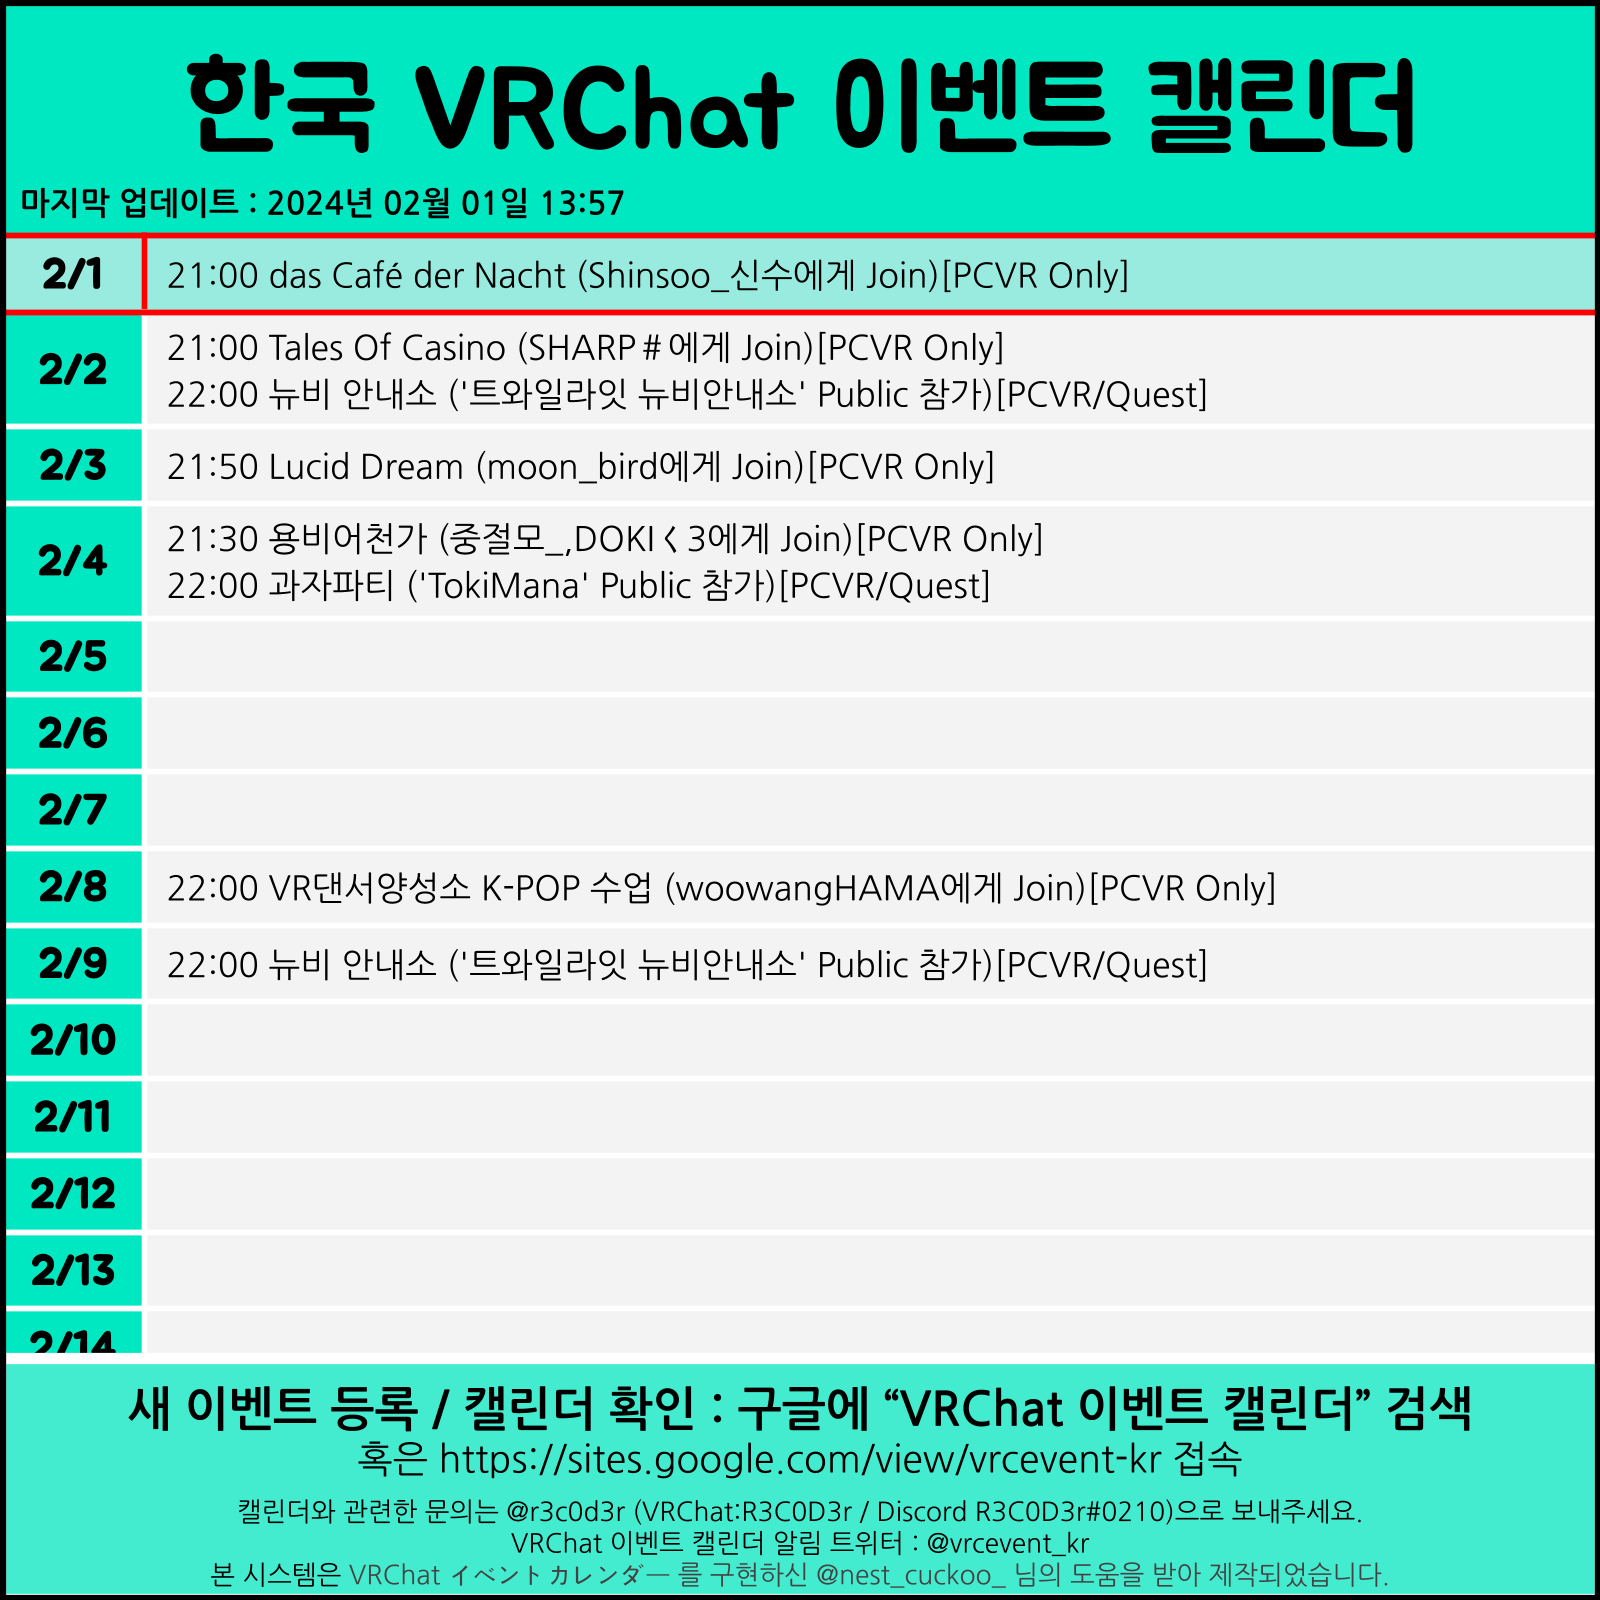 한국 VRChat 이벤트 캘린더
마지막 업데이트 : 2024년 02월 01일 13:57
2/1
21:00 das Café der Nacht (Shinsoo_신수에게 Join)[PCVR Only]
2/2
21:00 Tales Of Casino (SHARP＃에게 Join)[PCVR Only]
22:00 뉴비 안내소 ('트와일라잇 뉴비안내소' Public 참가)[PCVR/Quest]
2/3
21:50 Lucid Dream (moon_bird에게 Join)[PCVR Only]
2/4
21:30 용비어천가 (중절모_,DOKI く 3에게 Join)[PCVR Only]
22:00 과자파티 ('TokiMana' Public 참가)[PCVR/Quest]
2/5
2/6
2/7
2/8
22:00 VR댄서양성소 K-POP 수업 (woowangHAMA에게 Join)[PCVR Only]
2/9
22:00 뉴비 안내소 ('트와일라잇 뉴비안내소' Public 참가)[PCVR/Quest]
2/10
2/11
2/12
2/13
2/14
새 이벤트 등록 / 캘린더 확인 : 구글에 “VRChat 이벤트 캘린더” 검색
혹은 https://sites.google.com/view/vrcevent-kr 접속
캘린더와 관련한 문의는 @r3c0d3r (VRChat:R3C0D3r / Discord R3C0D3r#0210)으로 보내주세요.
VRChat 이벤트 캘린더 알림 트위터 : @vrcevent_kr
본 시스템은 VRChat イベントカレンダー 를 구현하신 @nest_cuckoo_ 님의 도움을 받아 제작되었습니다.